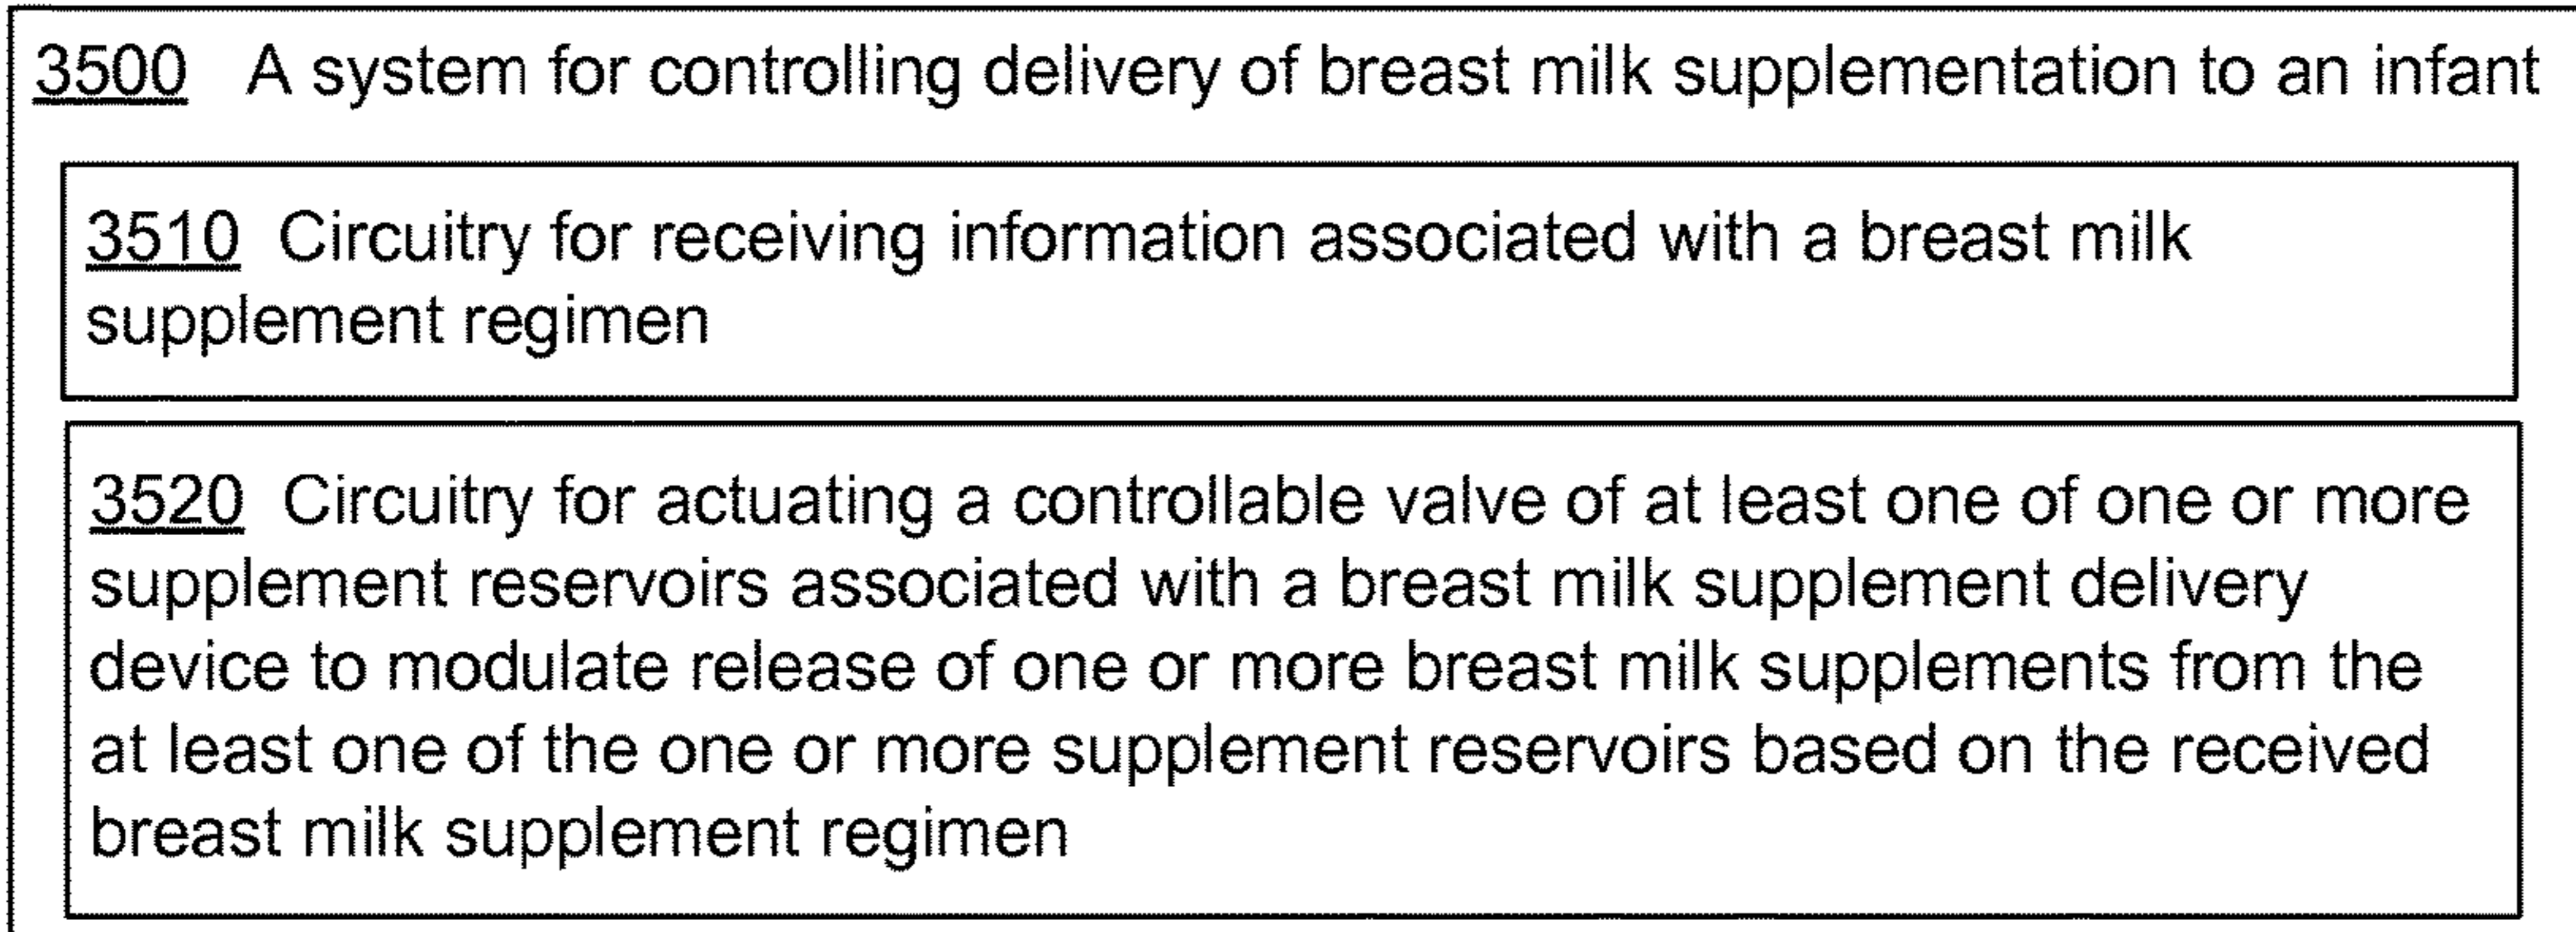 3500 A system for controlling delivery of breast milk supplementation to an infant
3510 Circuitry for receiving information associated with a breast milk
supplement regimen
3520 Circuitry for actuating a controllable valve of at least one of one or more
supplement reservoirs associated with a breast milk supplement delivery
device to modulate release of one or more breast milk supplements from the
at least one of the one or more supplement reservoirs based on the received
breast milk supplement regimen